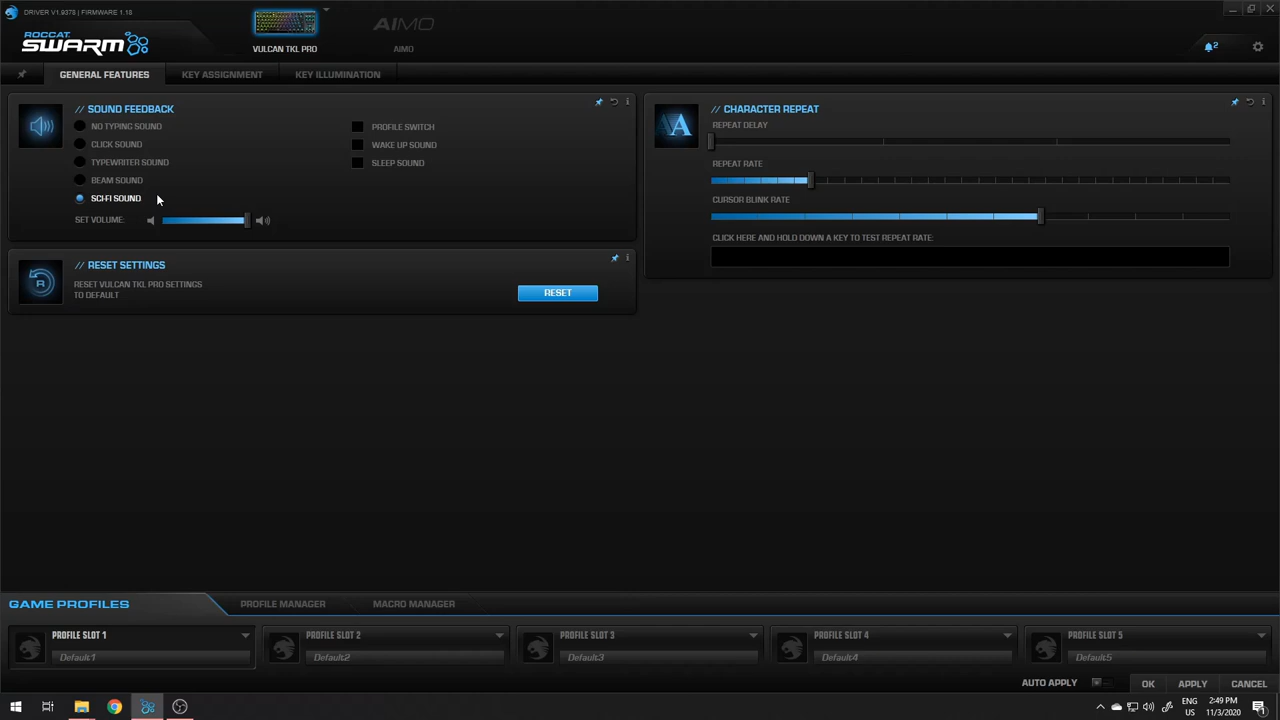 DRIVER V1.9378 | FIRMWARE 1.18
ROCCAT
SWARM
VULCAN TKL PRO
AIMO
AIMO
2
GENERAL FEATURES
KEY ASSIGNMENT
KEY ILLUMINATION
// SOUND FEEDBACK
NO TYPING SOUND
CLICK SOUND
TYPEWRITER SOUND
BEAM SOUND
SCI-FI SOUND
SET VOLUME:
PROFILE SWITCH
WAKE UP SOUND
SLEEP SOUND
// RESET SETTINGS
RESET VULCAN TKL PRO SETTINGS
TO DEFAULT
RESET
A
// CHARACTER REPEAT
REPEAT DELAY
REPEAT RATE
CURSOR BLINK RATE
CLICK HERE AND HOLD DOWN A KEY TO TEST REPEAT RATE:
GAME PROFILES
PROFILE MANAGER
MACRO MANAGER
PROFILE SLOT 1
Default1
PROFILE SLOT 2
Default2
PROFILE SLOT 3
Default3
PROFILE SLOT 4
Default4
PROFILE SLOT 5
Default5
AUTO APPLY
OK
APPLY
CANCEL
ENG
US
2:49 PM
11/3/2020